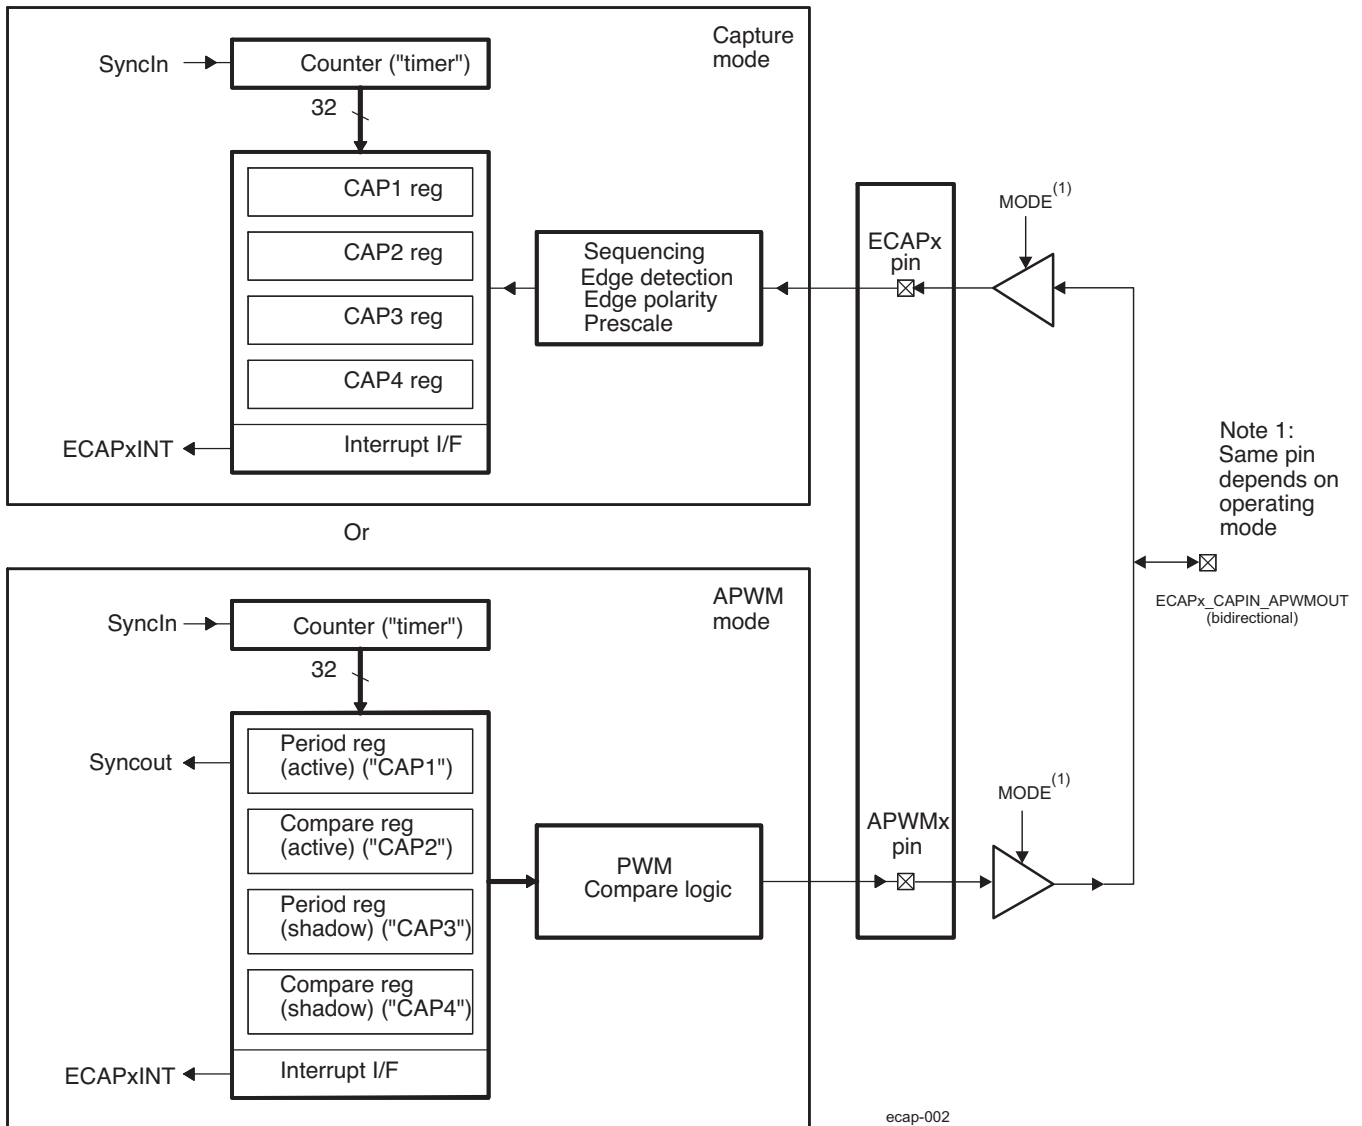 Capture
mode
SyncIn
Counter ("timer")
32
CAP1 reg
CAP2 reg
CAP3 reg
CAP4 reg
Interrupt I/F
ECAPxINT
Sequencing
Edge detection
Edge polarity
Prescale
ECAPx
pin
MODE(1)
Note 1:
Same pin
depends on
operating
mode
ECAPx_CAPIN_APWMOUT
(bidirectional)
Or
APWM
mode
SyncIn
Counter ("timer")
32
Syncout
Period reg
(active) ("CAP1")
Compare reg
(active) ("CAP2")
Period reg
(shadow) ("CAP3")
Compare reg
(shadow) ("CAP4")
Interrupt I/F
ECAPxINT
PWM
Compare logic
APWMx
pin
MODE(1)
ecap-002